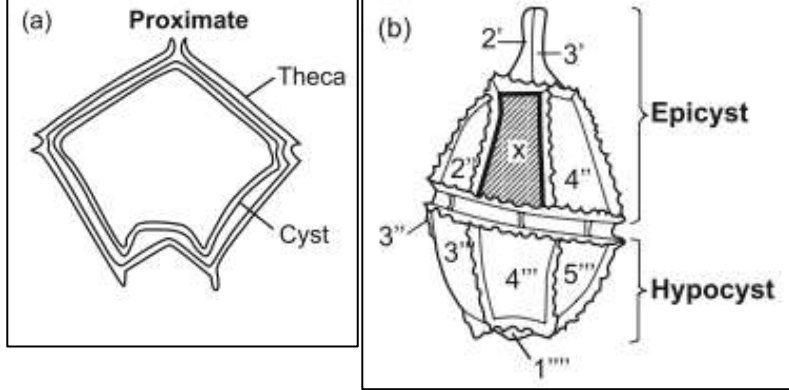 (a)
Proximate
Theca
Cyst
(b)
2'
3'
Epicyst
x
2''
4''
3''
3'''
4'''
5'''
Hypocyst
1''''